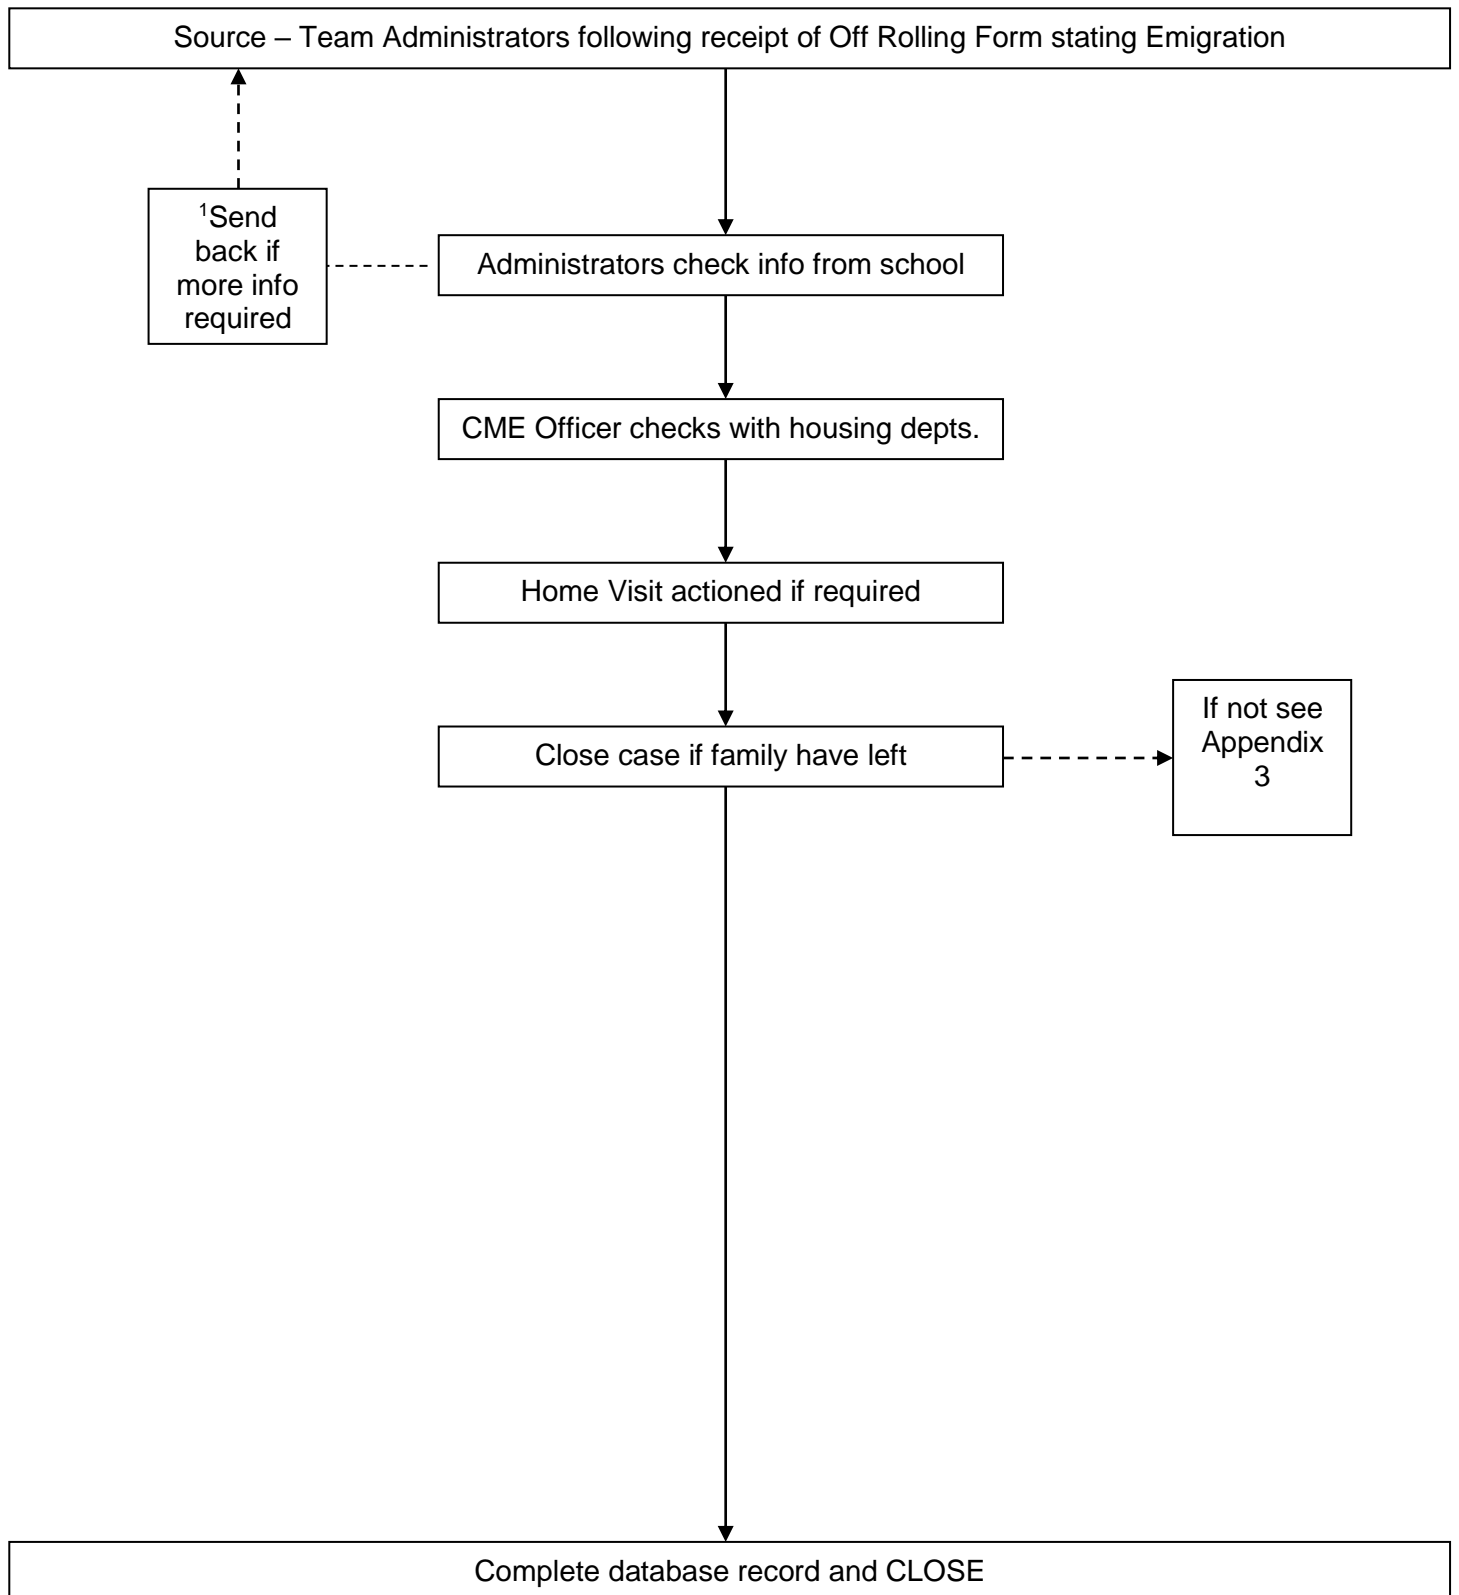 Source – Team Administrators following receipt of Off Rolling Form stating Emigration
¹Send
back if
more info
required
Administrators check info from school
CME Officer checks with housing depts.
Home Visit actioned if required
Close case if family have left
If not see
Appendix
3
Complete database record and CLOSE